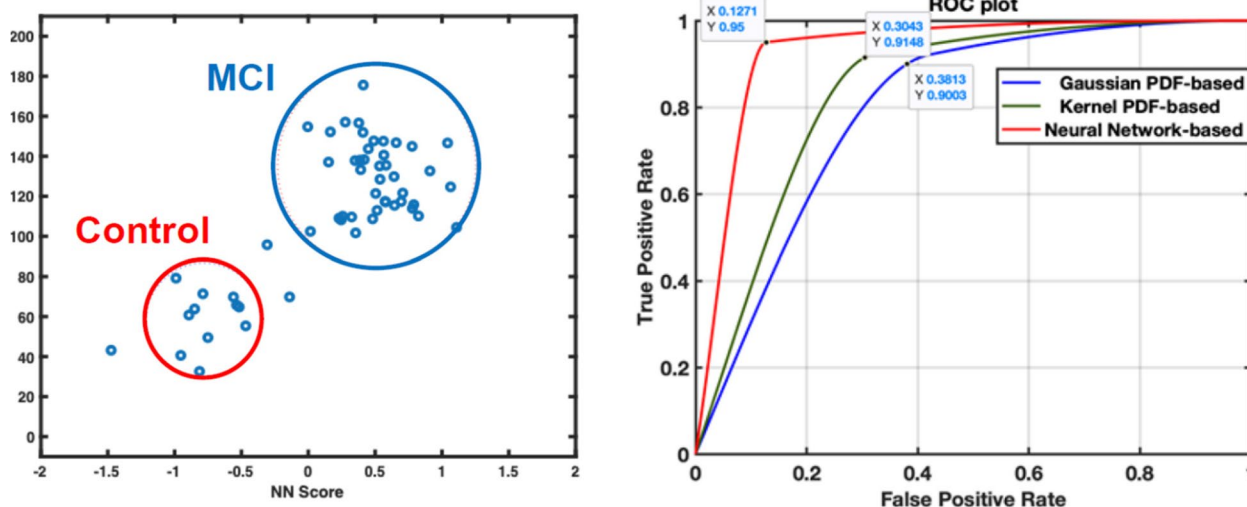 200
180
160
140
120
100
80
60
40
20
0
-2 -1.5 -1 -0.5 0 0.5 1 1.5 2
NN Score
MCI
Control
ROC plot
X 0.1271
Y 0.95
X 0.3043
Y 0.9148
X 0.3813
Y 0.9003
Gaussian PDF-based
Kernel PDF-based
Neural Network-based
True Positive Rate
1
0.8
0.6
0.4
0.2
0
0 0.2 0.4 0.6 0.8
False Positive Rate